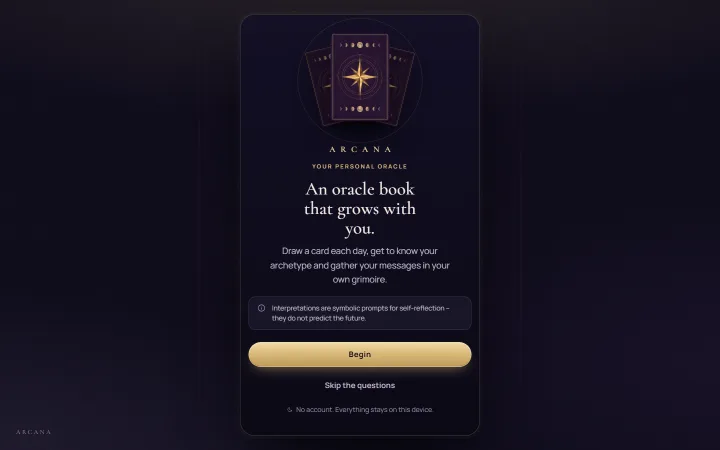 ARCANA
YOUR PERSONAL ORACLE
An oracle book
that grows with
you.
Draw a card each day, get to know your
archetype and gather your messages in your
own grimoire.
Interpretations are symbolic prompts for self-reflection –
they do not predict the future.
Begin
Skip the questions
No account. Everything stays on this device.
ARCANA